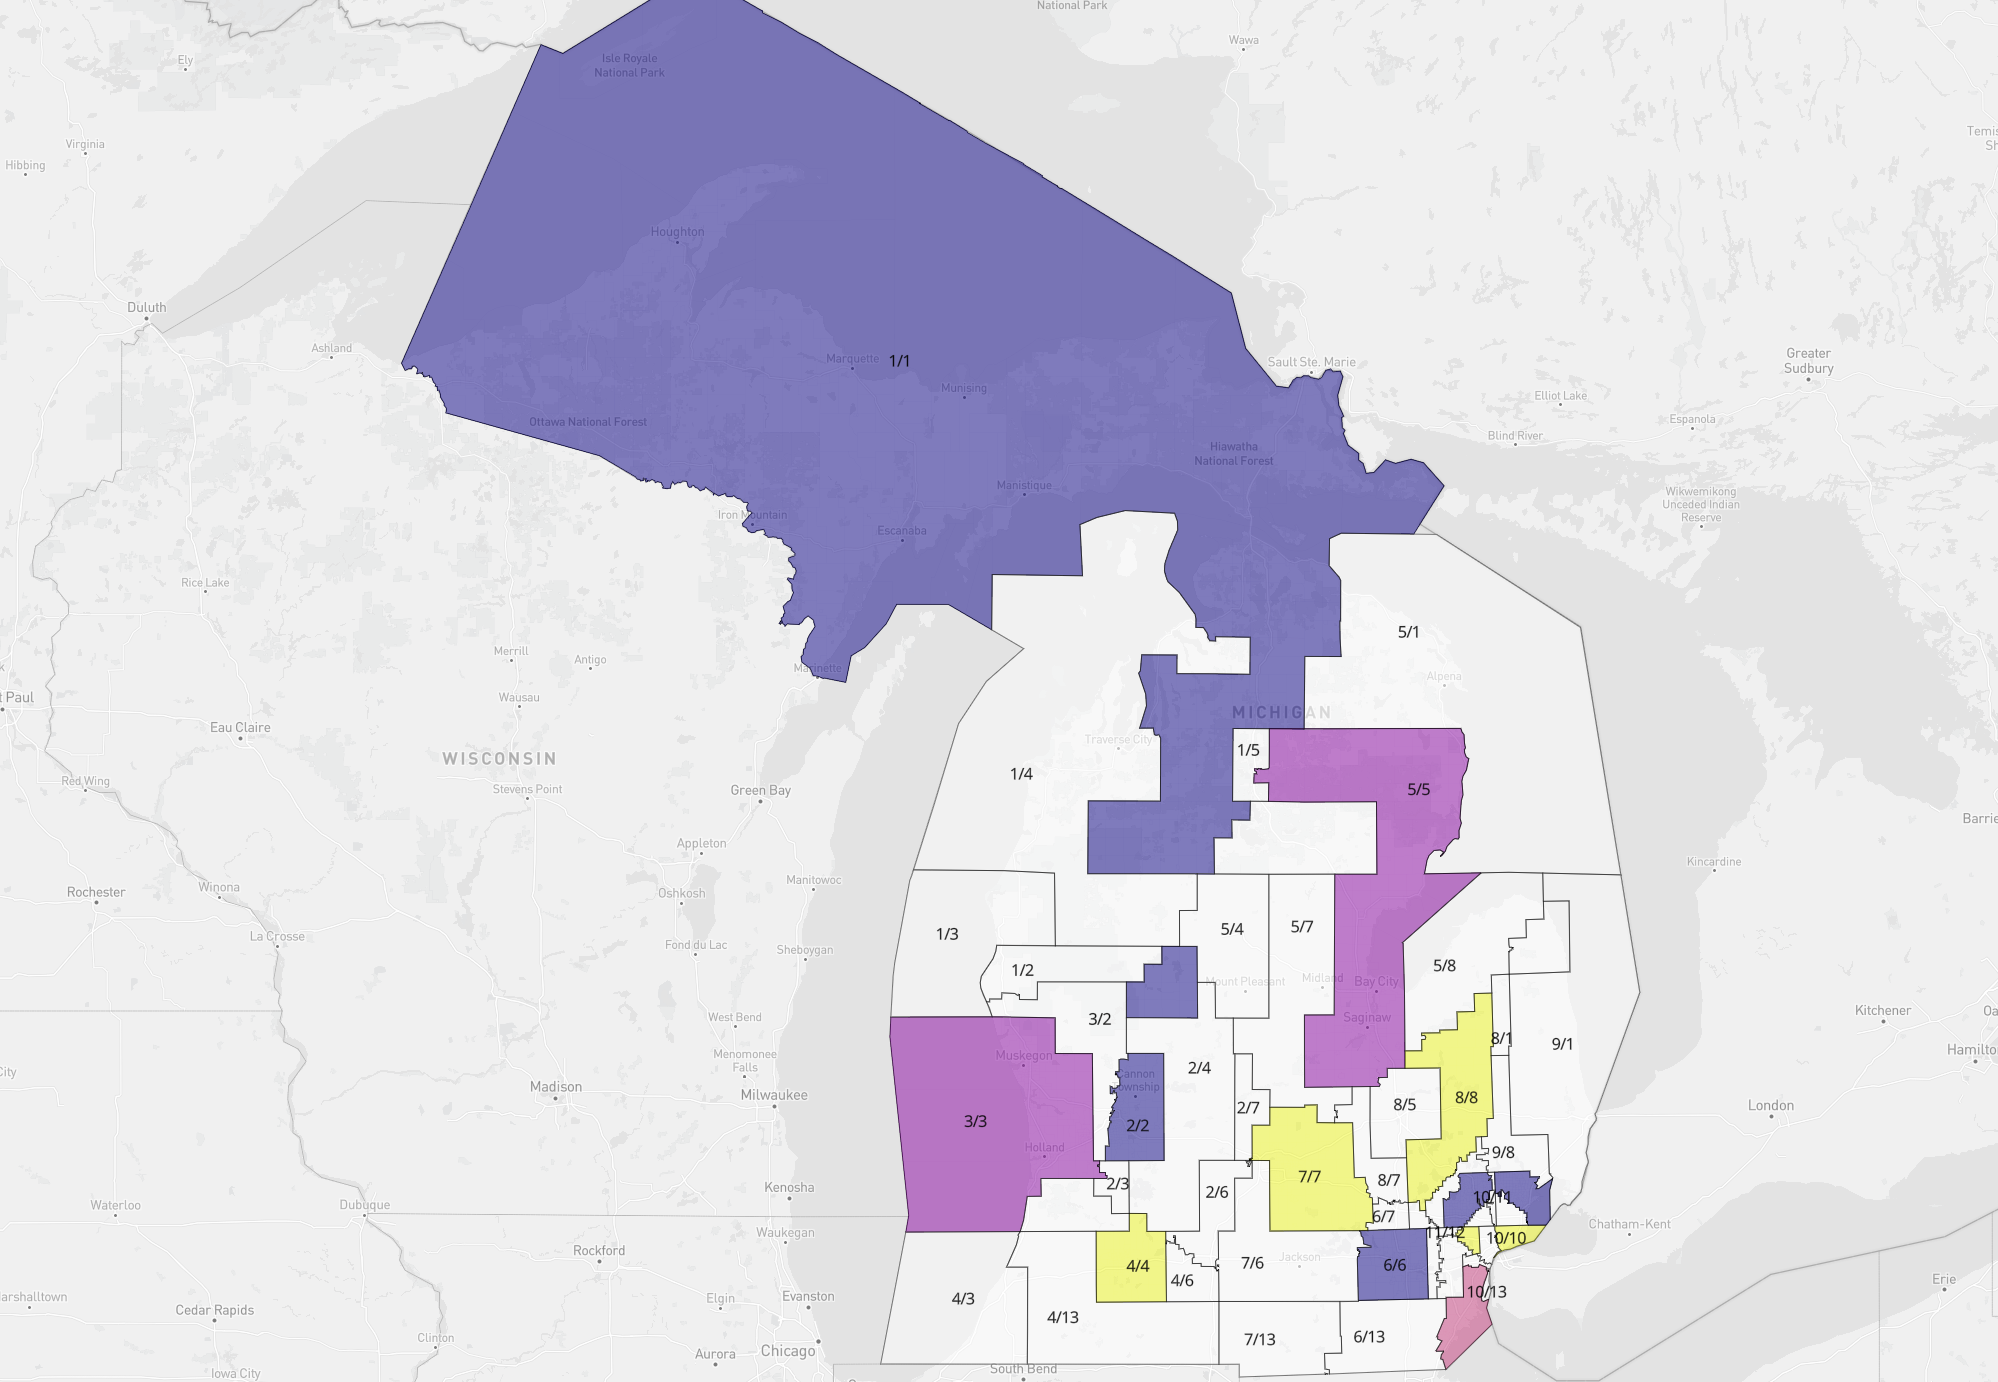 National Park
Wawa
Ely
Isle Royale
National Park
Temis
Sh
Virginia
Hibbing
Houghton
Duluth
Ashland
Marquette
1/1
Sault Ste. Marie
Greater
Sudbury
Munising
Elliot Lake
Ottawa National Forest
Espanola
Blind River
Hiawatha
National Forest
Manistique
Wikwemikong
Unceded Indian
Reserve
Iron Mountain
Escanaba
Rice Lake
5/1
Merrill
Antigo
Marinette
Alpena
t Paul
Wausau
MICHIGAN
Eau Claire
Traverse City
1/5
WISCONSIN
1/4
Red Wing
Stevens Point
Green Bay
5/5
Barrie
Appleton
Kincardine
Manitowoc
Rochester
Winona
Oshkosh
La Crosse
1/3
5/4
5/7
Fond du Lac
Sheboygan
1/2
5/8
Mount Pleasant
Midland
Bay City
West Bend
3/2
Saginaw
Kitchener
Oa
8/1
9/1
Menomonee
Falls
Muskegon
Hamilto
City
2/4
Cannon
Township
Madison
Milwaukee
8/8
2/7
8/5
London
3/3
2/2
Holland
9/8
7/7
Kenosha
2/3
8/7
2/6
Waterloo
Dubuque
6/7
Waukegan
Chatham-Kent
11/12
10/10
Rockford
Jackson
7/6
4/4
6/6
4/6
Erie
arshalltown
Cedar Rapids
Elgin
Evanston
4/3
10/13
4/13
Clinton
7/13
6/13
Aurora
Chicago
South Bend
Iowa City